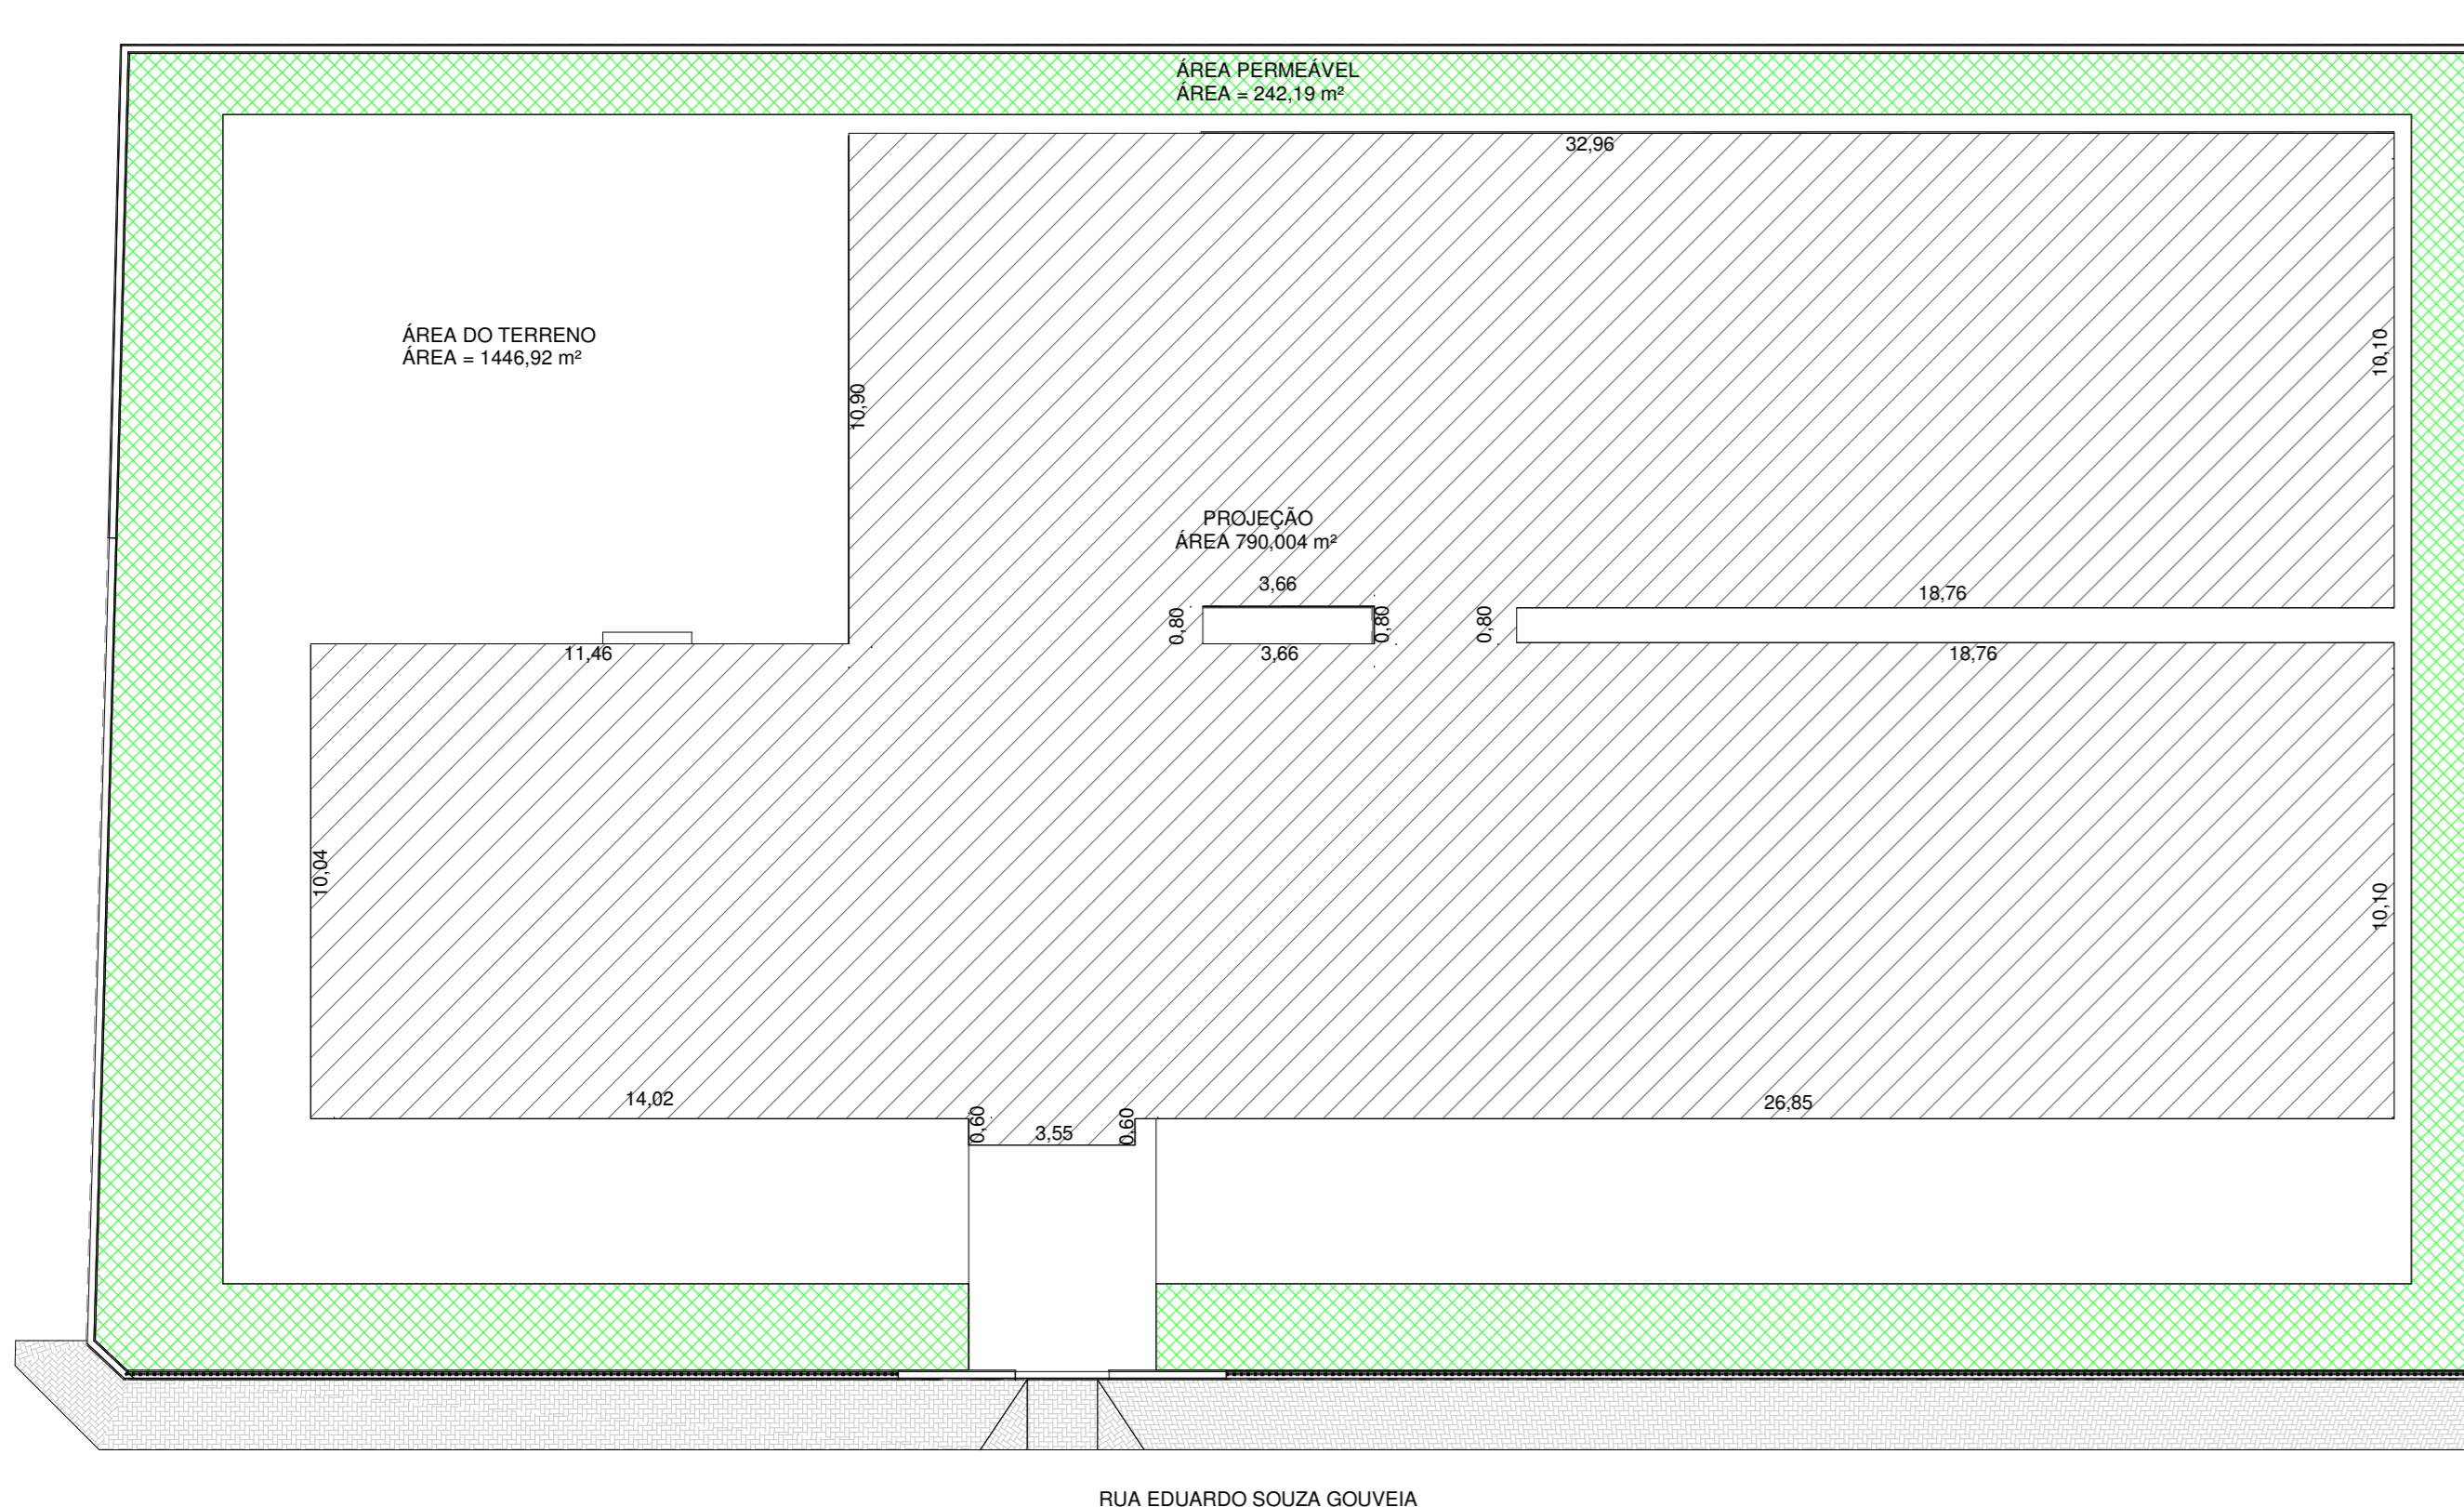 ÁREA PERMEÁVEL
ÁREA = 242,19 m²
32,96
ÁREA DO TERRENO
ÁREA = 1446,92 m²
10,10
10,90
PROJEÇÃO
ÁREA 790,004 m²
3,66
18,76
0,80
0,80
0,80
11,46
3,66
18,76
10,04
10,10
14,02
26,85
0,60
3,55
0,60
RUA EDUARDO SOUZA GOUVEIA